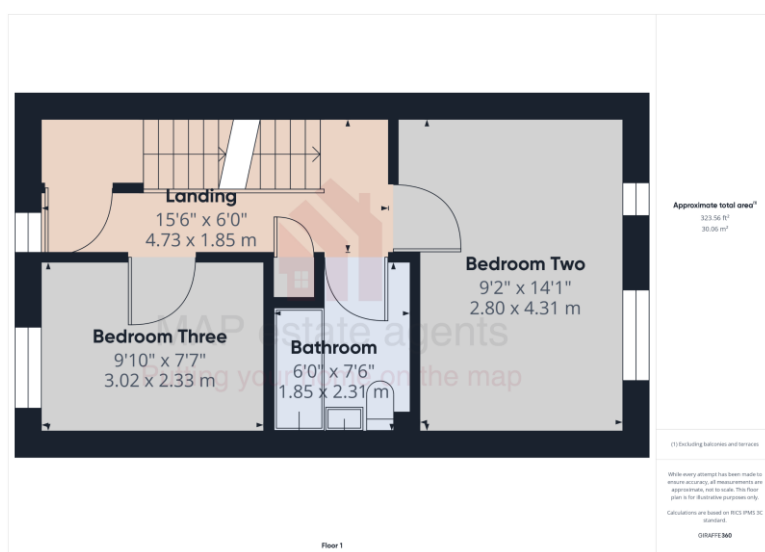 Landing
15'6" x 6'0"
4.73 x 1.85 m
Bedroom Two
9'2" x 14'1"
2.80 x 4.31 m
Bedroom Three
9'10" x 7'7"
3.02 x 2.33 m
Bathroom
6'0" x 7'6"
1.85 x 2.31 m
MAP estate agents
Putting your home on the map
Floor 1
Approximate total area⁽¹⁾
323.56 ft²
30.06 m²
(1) Excluding balconies and terraces
While every attempt has been made to
ensure accuracy, all measurements are
approximate, not to scale. This floor
plan is for illustrative purposes only.
Calculations are based on RICS IPMS 3C
standard.
GIRAFFE360